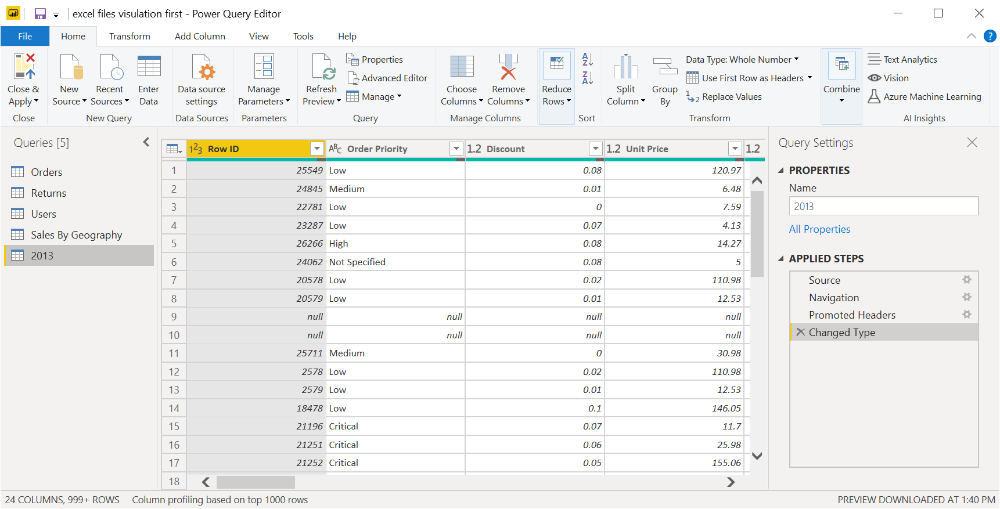 excel files visulation first - Power Query Editor
File Home Transform Add Column View Tools Help
Close & Apply
Close
New Source
Recent Sources
Enter Data
New Query
Data source settings
Data Sources
Manage Parameters
Parameters
Refresh Preview
Properties
Advanced Editor
Manage
Query
Choose Columns
Remove Columns
Manage Columns
Reduce Rows
Sort
Split Column
Group By
Data Type: Whole Number
Use First Row as Headers
Replace Values
Transform
Combine
Text Analytics
Vision
Azure Machine Learning
AI Insights
Queries [5]
Orders
Returns
Users
Sales By Geography
2013
123 Row ID ABC Order Priority 1.2 Discount 1.2 Unit Price 1.2
1 25549 Low 0.08 120.97
2 24845 Medium 0.01 6.48
3 22781 Low 0 7.59
4 23287 Low 0.07 4.13
5 26266 High 0.08 14.27
6 24062 Not Specified 0.08 5
7 20578 Low 0.02 110.98
8 20579 Low 0.01 12.53
9 null null null null
10 null null null null
11 25711 Medium 0 30.98
12 2578 Low 0.02 110.98
13 2579 Low 0.01 12.53
14 18478 Low 0.1 146.05
15 21196 Critical 0.07 11.7
16 21251 Critical 0.06 25.98
17 21252 Critical 0.05 155.06
18
Query Settings
PROPERTIES
Name
2013
All Properties
APPLIED STEPS
Source
Navigation
Promoted Headers
Changed Type
24 COLUMNS, 999+ ROWS Column profiling based on top 1000 rows PREVIEW DOWNLOADED AT 1:40 PM